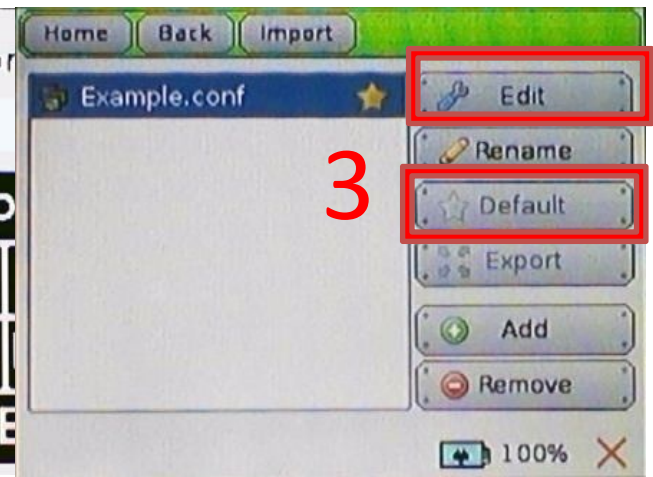 Home Back Import
Example.conf
Edit
Rename
3
Default
Export
Add
Remove
100%